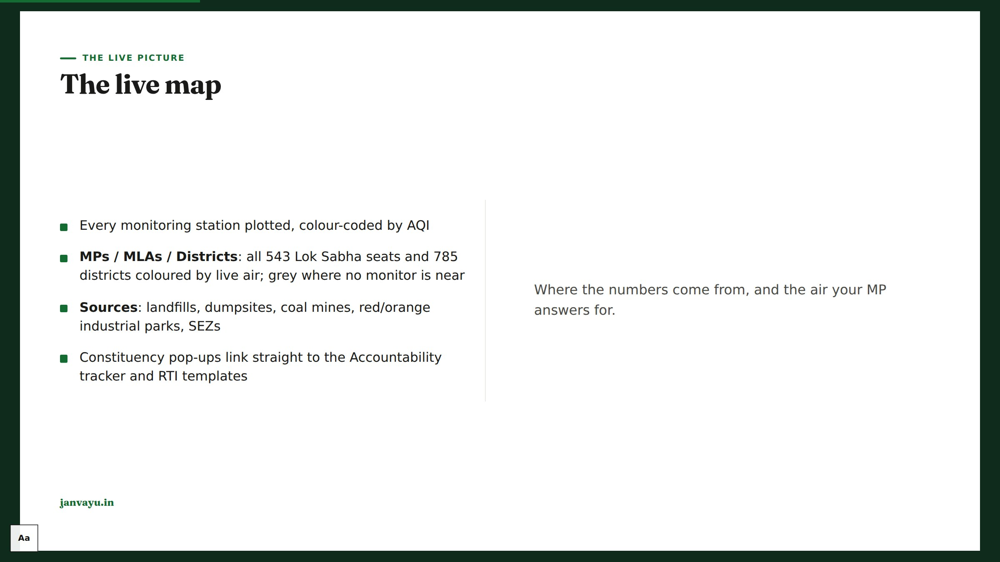 THE LIVE PICTURE
The live map
Every monitoring station plotted, colour-coded by AQI
MPs / MLAs / Districts: all 543 Lok Sabha seats and 785
districts coloured by live air; grey where no monitor is near
Sources: landfills, dumpsites, coal mines, red/orange
industrial parks, SEZs
Constituency pop-ups link straight to the Accountability
tracker and RTI templates
Where the numbers come from, and the air your MP
answers for.
janvayu.in
Aa